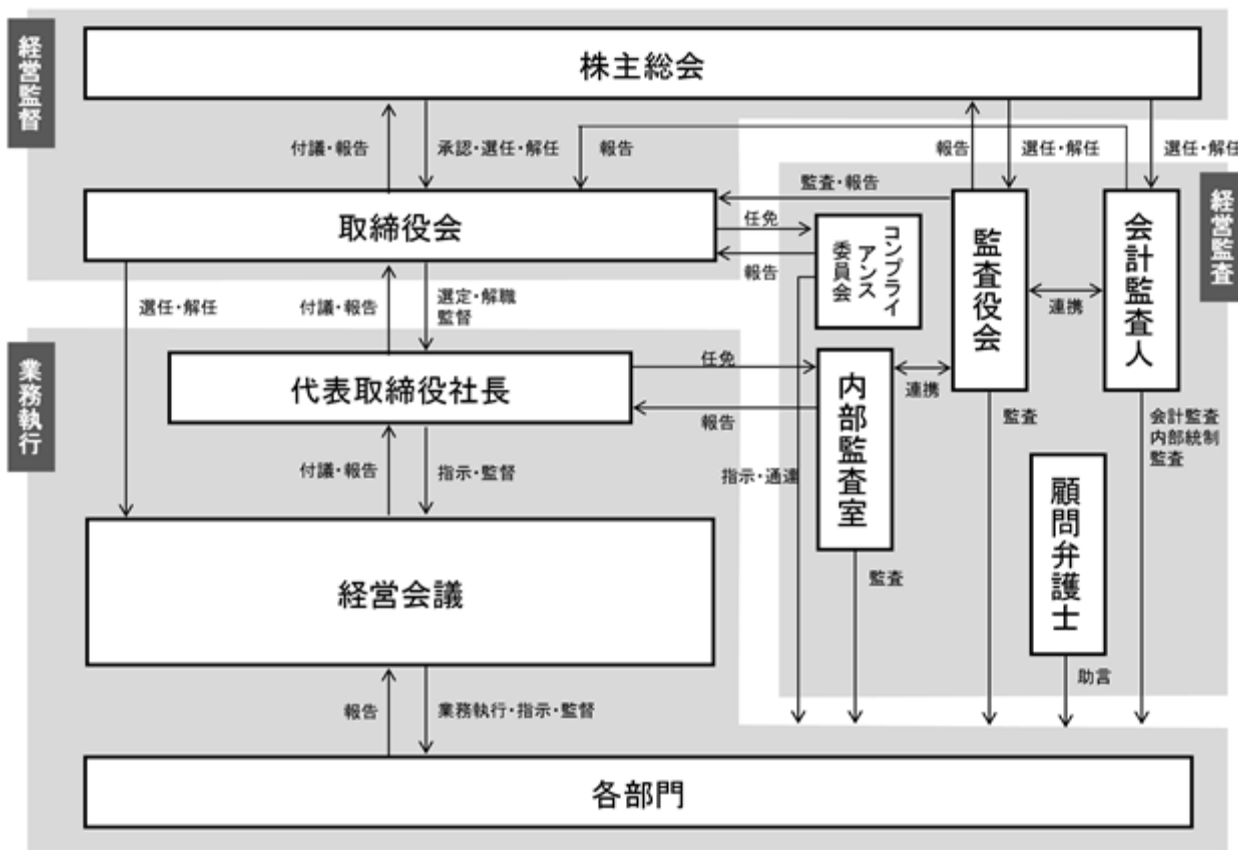 経営監督
株主総会
付議・報告
承認・選任・解任
報告
報告
選任・解任
選任・解任
経営監査
取締役会
監査・報告
任免
報告
コンプライ
アンス
委員会
監査役会
会計監査人
連携
選任・解任
付議・報告
選定・解職
監督
業務執行
代表取締役社長
任免
報告
内部監査室
連携
監査
会計監査
内部統制
監査
付議・報告
指示・監督
指示・通達
顧問弁護士
経営会議
監査
助言
報告
業務執行・指示・監督
各部門